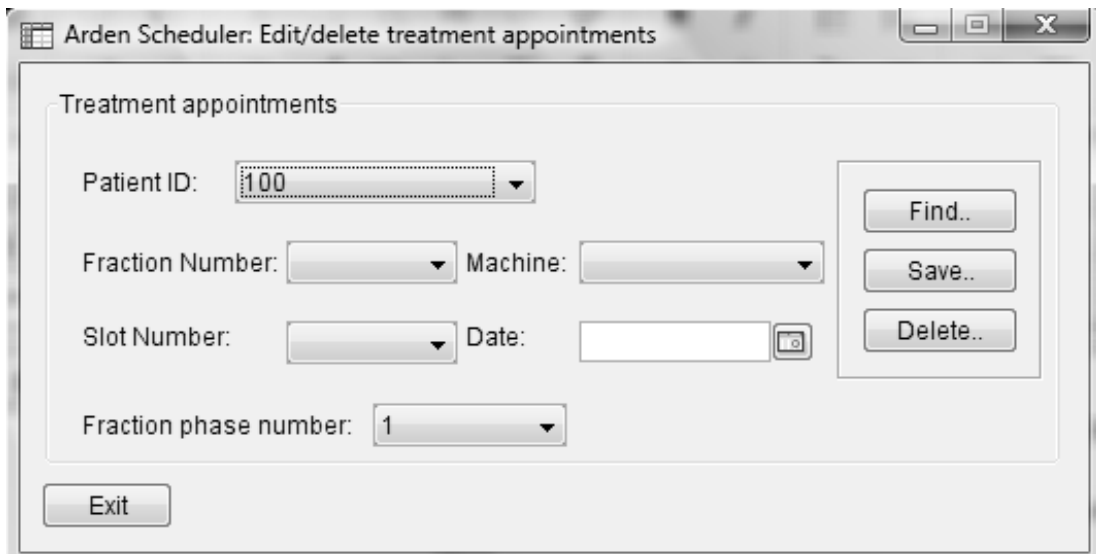 Arden Scheduler: Edit/delete treatment appointments
Treatment appointments
Patient ID: 100
Find..
Fraction Number: Machine:
Save..
Slot Number: Date:
Delete..
Fraction phase number: 1
Exit